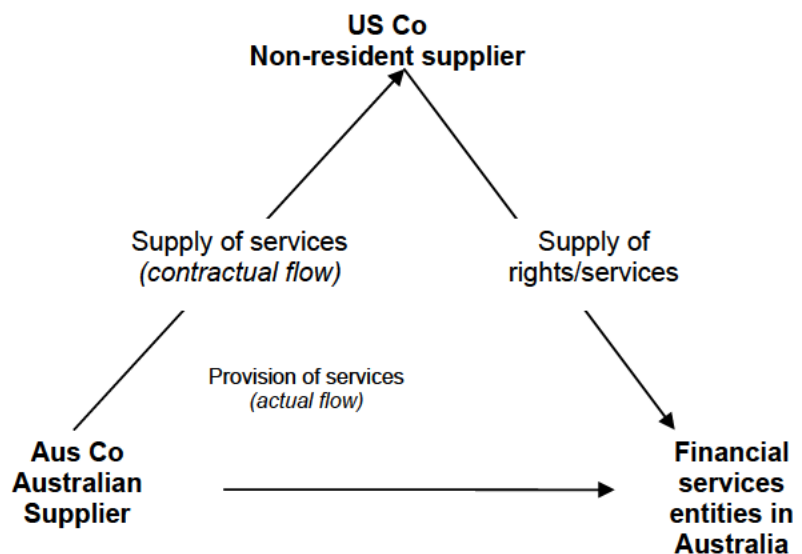 US Co
Non-resident supplier
Supply of services
(contractual flow)
Supply of
rights/services
Provision of services
(actual flow)
Aus Co
Australian
Supplier
Financial
services
entities in
Australia